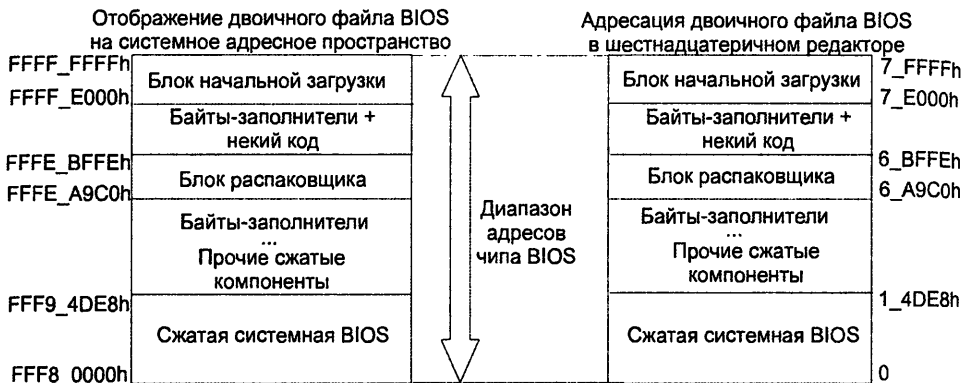 Отображение двоичного файла BIOS
на системное адресное пространство
FFFF_FFFFh
Блок начальной загрузки
FFFF_E000h
Байты-заполнители +
некий код
FFFE_BFFEh
Блок распаковщика
FFFE_A9C0h
Байты-заполнители
...
Прочие сжатые
компоненты
FFF9_4DE8h
Сжатая системная BIOS
FFF8_0000h
Диапазон
адресов
чипа BIOS
Адресация двоичного файла BIOS
в шестнадцатеричном редакторе
7_FFFFh
Блок начальной загрузки
7_E000h
Байты-заполнители +
некий код
6_BFFEh
Блок распаковщика
6_A9C0h
Байты-заполнители
...
Прочие сжатые
компоненты
1_4DE8h
Сжатая системная BIOS
0